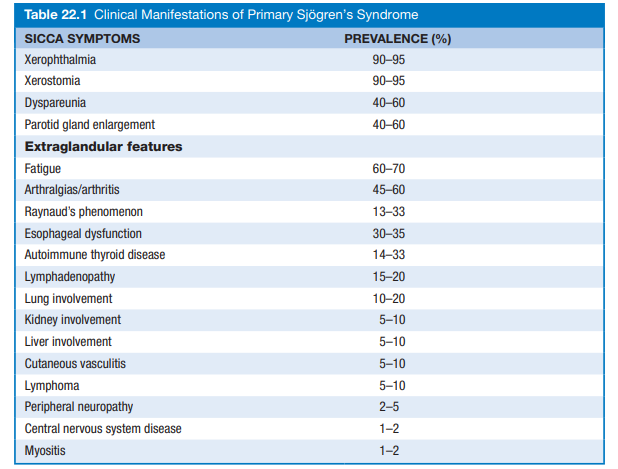 Table 22.1 Clinical Manifestations of Primary Sjögren's Syndrome
SICCA SYMPTOMS PREVALENCE (%)
Xerophthalmia 90–95
Xerostomia 90–95
Dyspareunia 40–60
Parotid gland enlargement 40–60
Extraglandular features
Fatigue 60–70
Arthralgias/arthritis 45–60
Raynaud's phenomenon 13–33
Esophageal dysfunction 30–35
Autoimmune thyroid disease 14–33
Lymphadenopathy 15–20
Lung involvement 10–20
Kidney involvement 5–10
Liver involvement 5–10
Cutaneous vasculitis 5–10
Lymphoma 5–10
Peripheral neuropathy 2–5
Central nervous system disease 1–2
Myositis 1–2